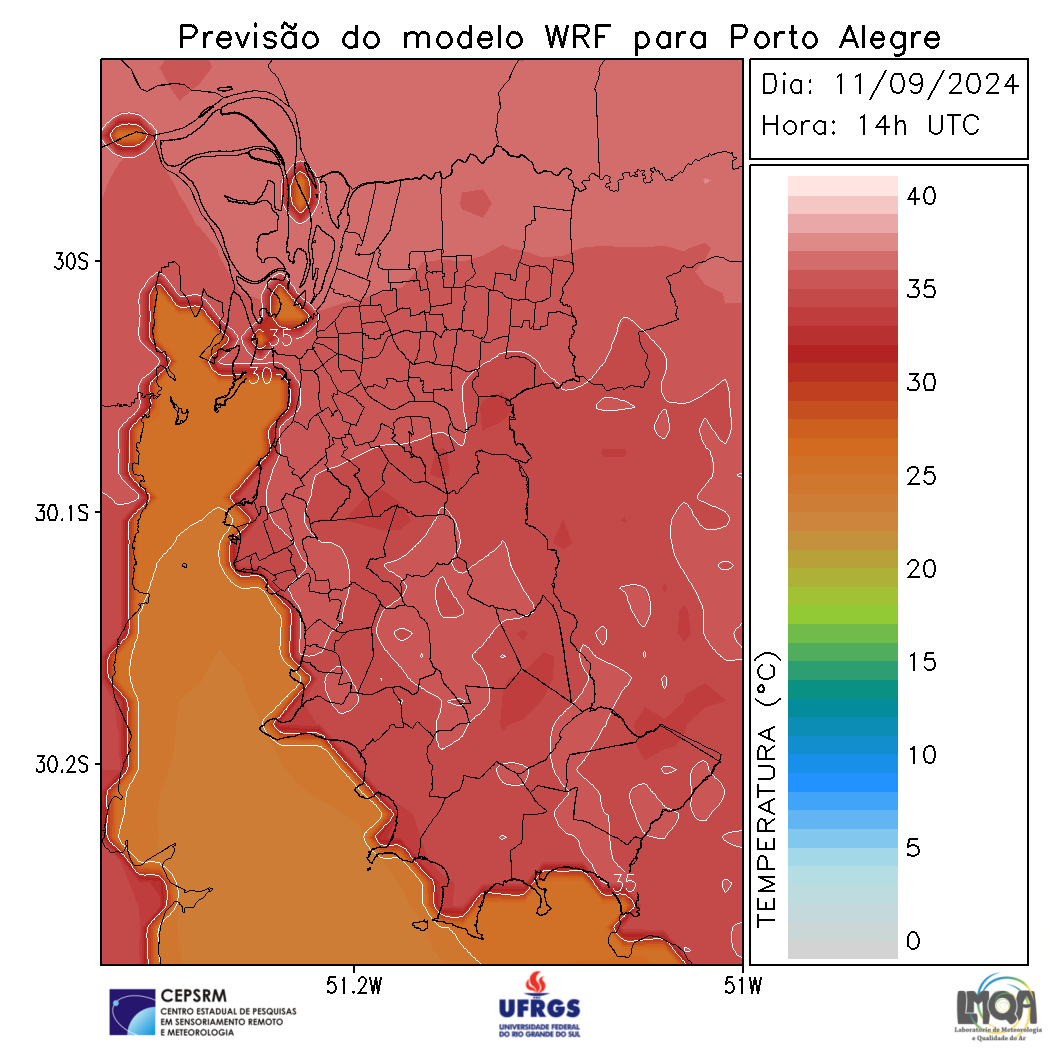 Previsão do modelo WRF para Porto Alegre
Dia: 11/09/2024
Hora: 14h UTC
40
35
30
25
20
15
10
5
0
TEMPERATURA (°C)
30S
30.1S
30.2S
35
30
35
51.2W
51W
CEPSRM
CENTRO ESTADUAL DE PESQUISAS
EM SENSORIAMENTO REMOTO
E METEOROLOGIA
UFRGS
UNIVERSIDADE FEDERAL
DO RIO GRANDE DO SUL
LMQA
Laboratório de Meteorologia
e Qualidade do Ar